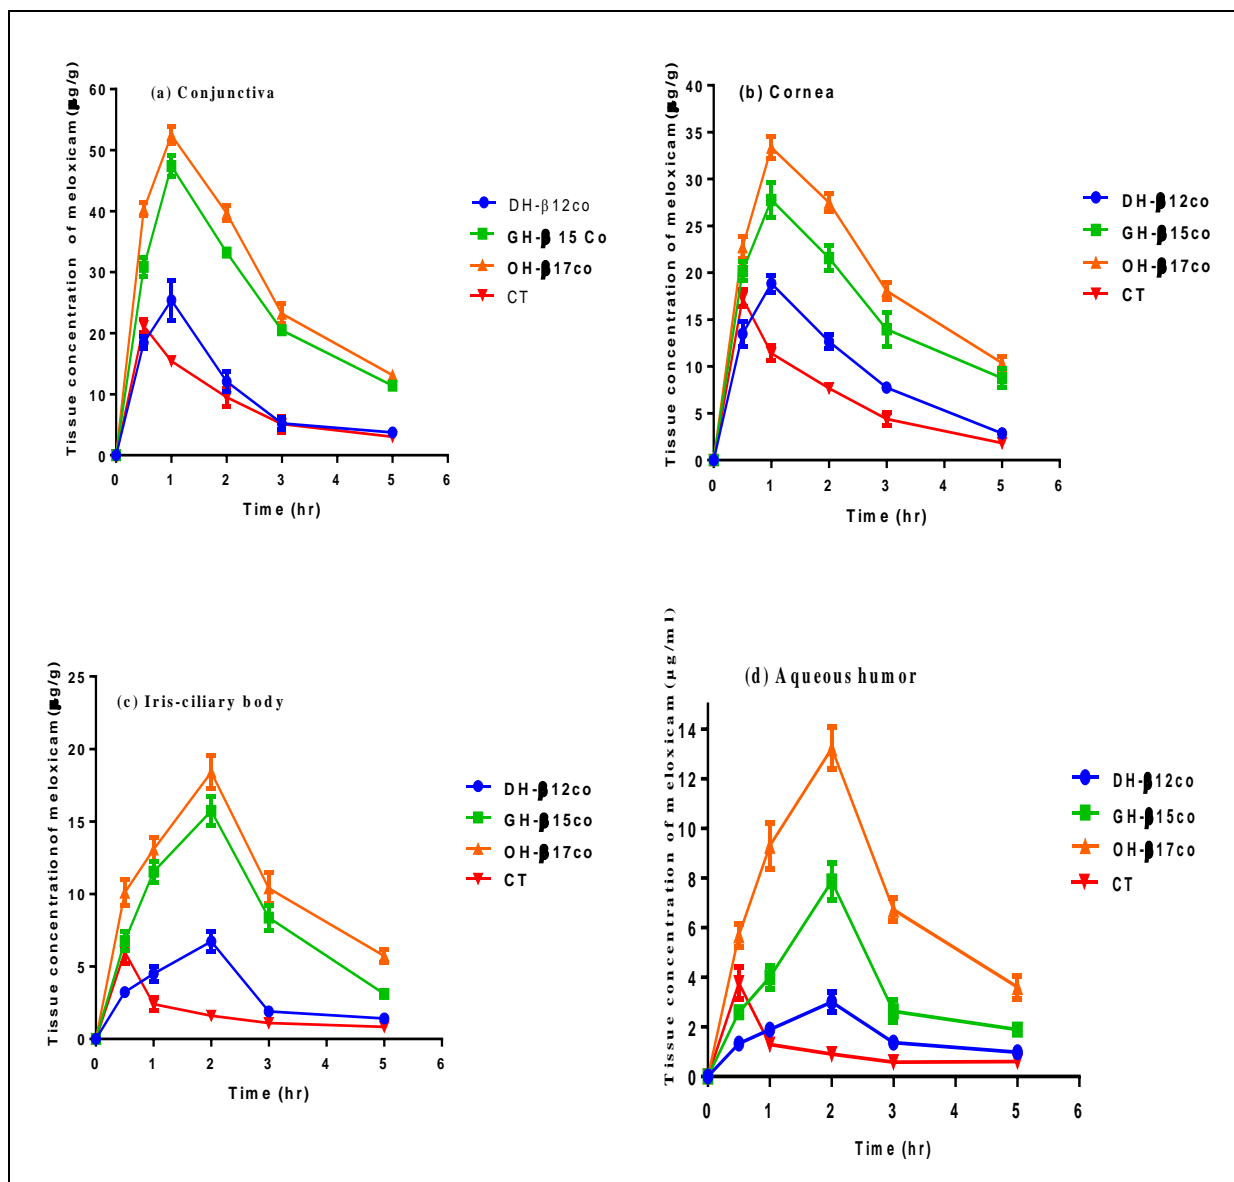 (a) Conjunctiva
Tissue concentration of meloxicam (μg/g)
60
50
40
30
20
10
0
0 1 2 3 4 5 6
Time (hr)
DH-β12co
GH-β 15 Co
OH-β17co
CT
(b) Cornea
Tissue concentration of meloxicam (μg/g)
40
35
30
25
20
15
10
5
0
0 1 2 3 4 5 6
Time (hr)
DH-β12co
GH-β15co
OH-β17co
CT
(c) Iris-ciliary body
Tissue concentration of meloxicam (μg/g)
25
20
15
10
5
0
0 1 2 3 4 5 6
Time (hr)
DH-β12co
GH-β15co
OH-β17co
CT
(d) Aqueous humor
Tissue concentration of meloxicam (μg/ml)
14
12
10
8
6
4
2
0
0 1 2 3 4 5 6
Time (hr)
DH-β12co
GH-β15co
OH-β17co
CT